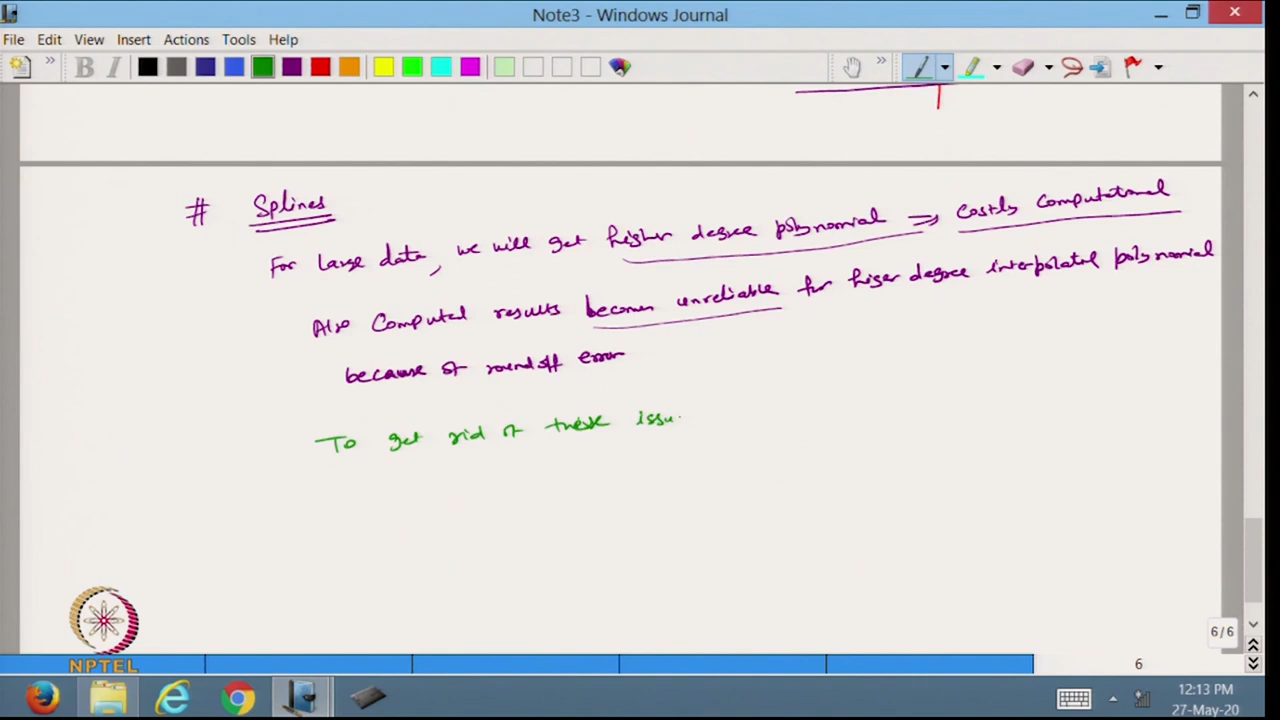 Note3 - Windows Journal
File Edit View Insert Actions Tools Help
# Splines
For large data, we will get higher degree polynomial => Costly computational
Also Computed results becomes unreliable for higer degree interpolated polynomial
because of roundoff error
To get rid of these issu
6/6
NPTEL
6
12:13 PM
27-May-20